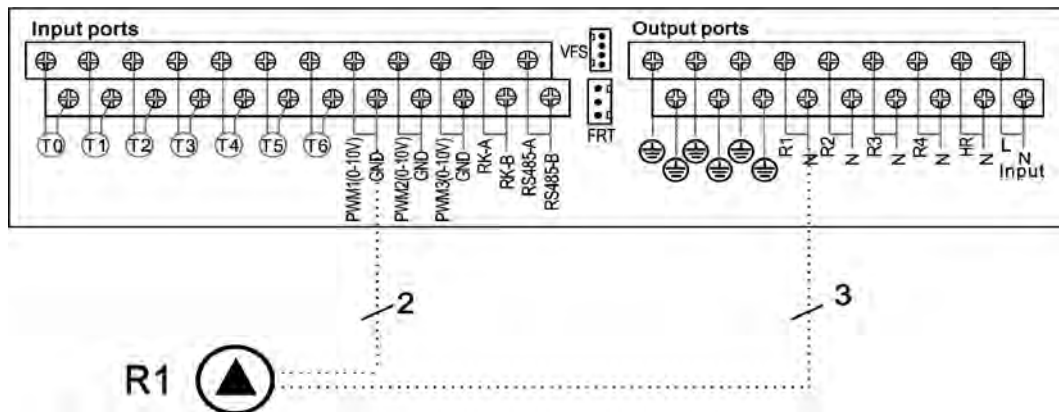 Input ports
VFS
Output ports
FRT
T0
T1
T2
T3
T4
T5
T6
PWM1(0-10V)
GND
PWM2(0-10V)
GND
PWM3(0-10V)
GND
RK-A
RK-B
RS485-A
RS485-B
R1
N
R2
N
R3
N
R4
N
HR
N
L
N
Input
2
3
R1